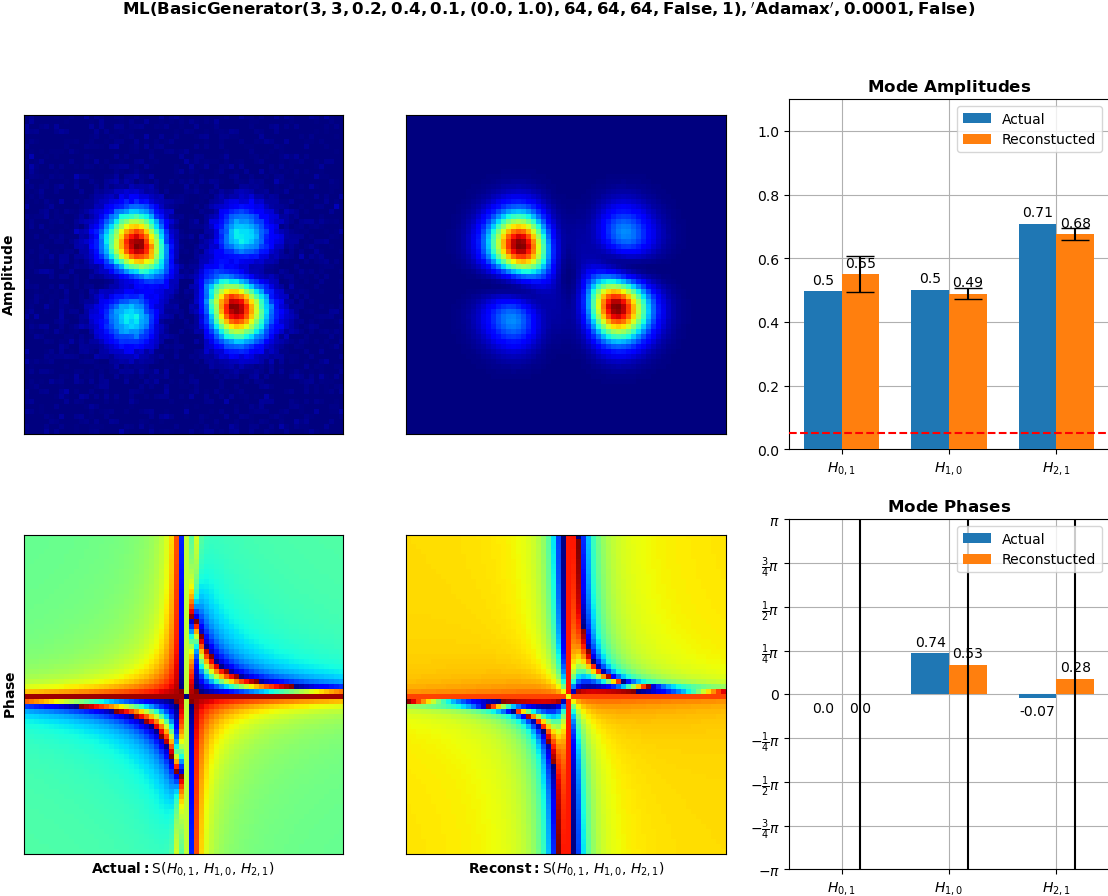 ML(BasicGenerator(3, 3, 0.2, 0.4, 0.1, (0.0, 1.0), 64, 64, 64, False, 1), 'Adamax', 0.0001, False)
Amplitude
Mode Amplitudes
Actual
Reconstucted
1.0
0.8
0.6
0.4
0.2
0.0
0.5
0.55
0.5
0.49
0.71
0.68
H0,1
H1,0
H2,1
Phase
Actual: S(H0,1, H1,0, H2,1)
Reconst: S(H0,1, H1,0, H2,1)
Mode Phases
Actual
Reconstucted
π
3/4π
1/2π
1/4π
0
−1/4π
−1/2π
−3/4π
−π
0.0
0.0
0.74
0.53
-0.07
0.28
H0,1
H1,0
H2,1